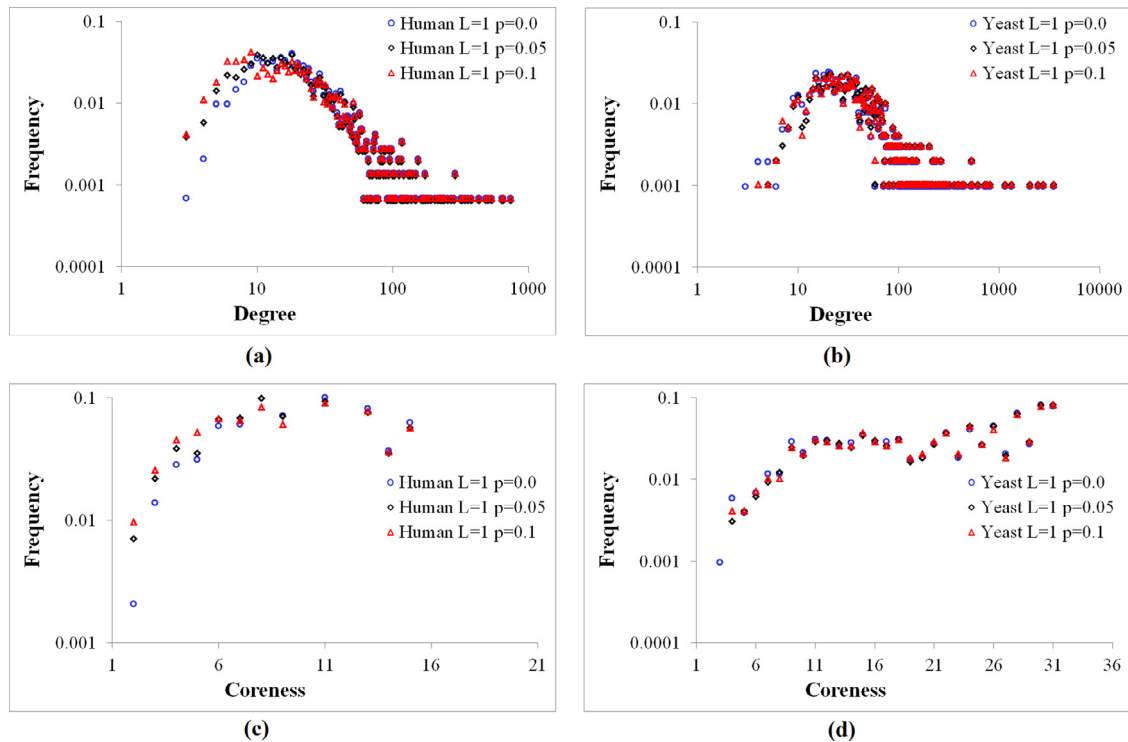 0.1
0.01
0.001
0.0001
Frequency
1
10
100
1000
Degree
Human L=1 p=0.0
Human L=1 p=0.05
Human L=1 p=0.1
(a)
0.1
0.01
0.001
0.0001
Frequency
1
10
100
1000
10000
Degree
Yeast L=1 p=0.0
Yeast L=1 p=0.05
Yeast L=1 p=0.1
(b)
0.1
0.01
0.001
Frequency
1
6
11
16
21
Coreness
Human L=1 p=0.0
Human L=1 p=0.05
Human L=1 p=0.1
(c)
0.1
0.01
0.001
0.0001
Frequency
1
6
11
16
21
26
31
36
Coreness
Yeast L=1 p=0.0
Yeast L=1 p=0.05
Yeast L=1 p=0.1
(d)